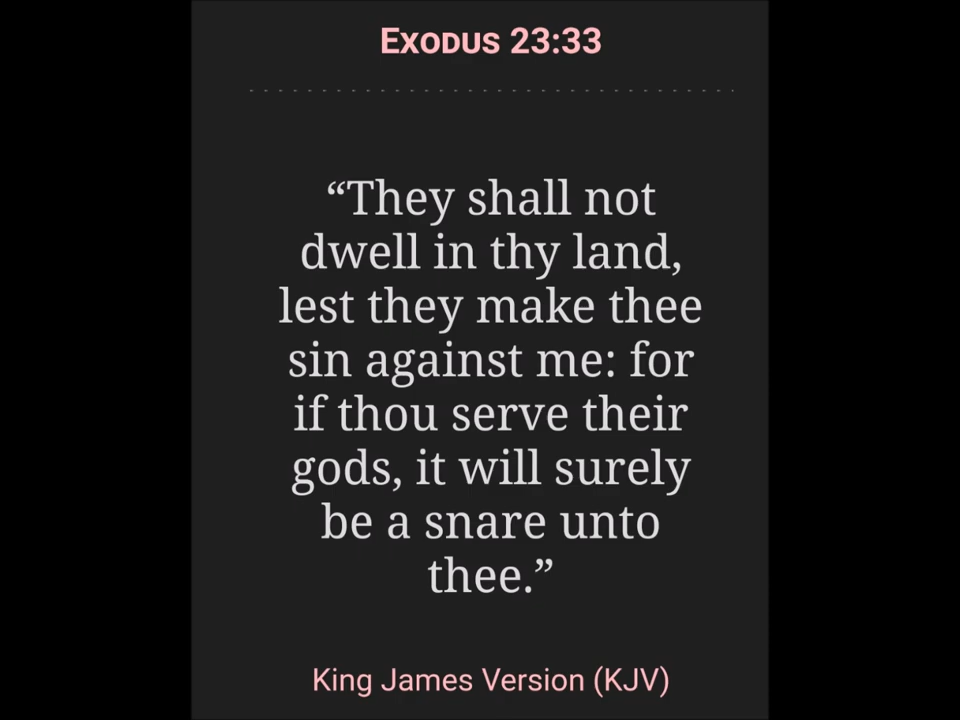 Exodus 23:33
“They shall not
dwell in thy land,
lest they make thee
sin against me: for
if thou serve their
gods, it will surely
be a snare unto
thee.”
King James Version (KJV)